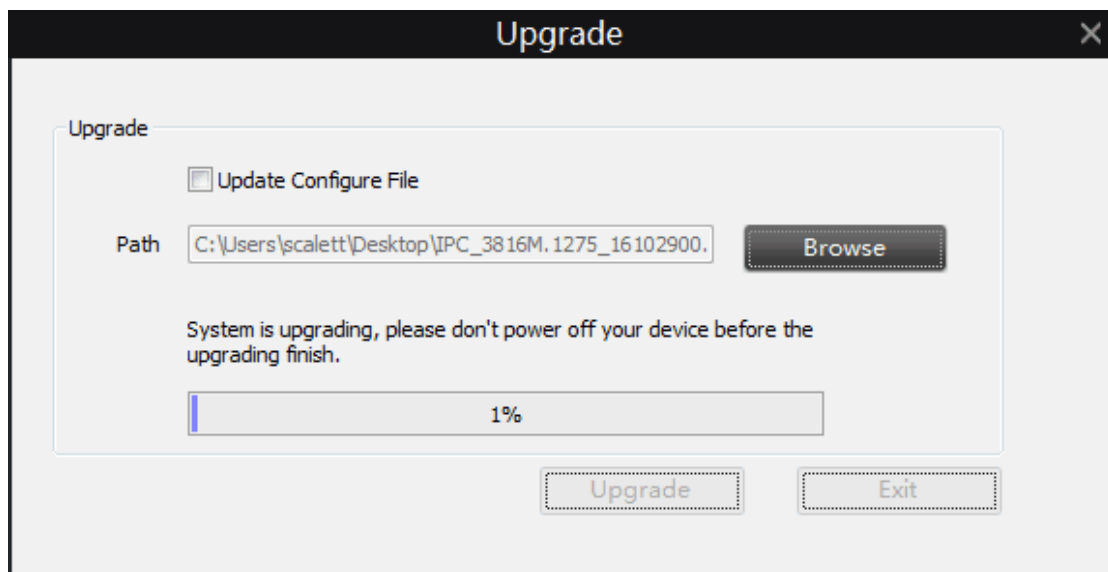 Upgrade
Upgrade
Update Configure File
Path C:\Users\scalett\Desktop\IPC_3816M.1275_16102900. Browse
System is upgrading, please don't power off your device before the
upgrading finish.
1%
Upgrade Exit